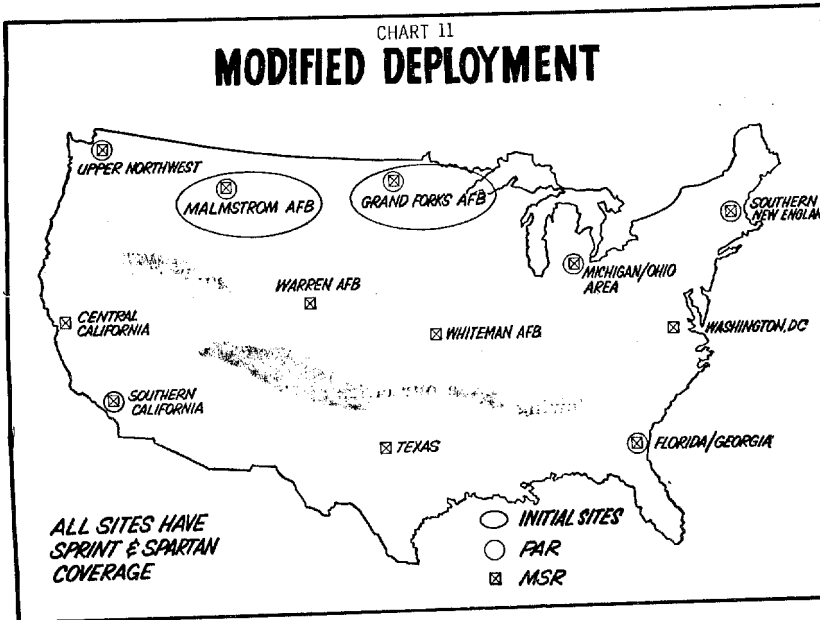 CHART 11
MODIFIED DEPLOYMENT
UPPER NORTHWEST
MALMSTROM AFB
GRAND FORKS AFB
SOUTHERN
NEW ENGLAN
MICHIGAN/OHIO
AREA
WARREN AFB
CENTRAL
CALIFORNIA
WHITEMAN AFB
WASHINGTON, DC
SOUTHERN
CALIFORNIA
TEXAS
FLORIDA/GEORGIA
ALL SITES HAVE
SPRINT & SPARTAN
COVERAGE
INITIAL SITES
PAR
MSR